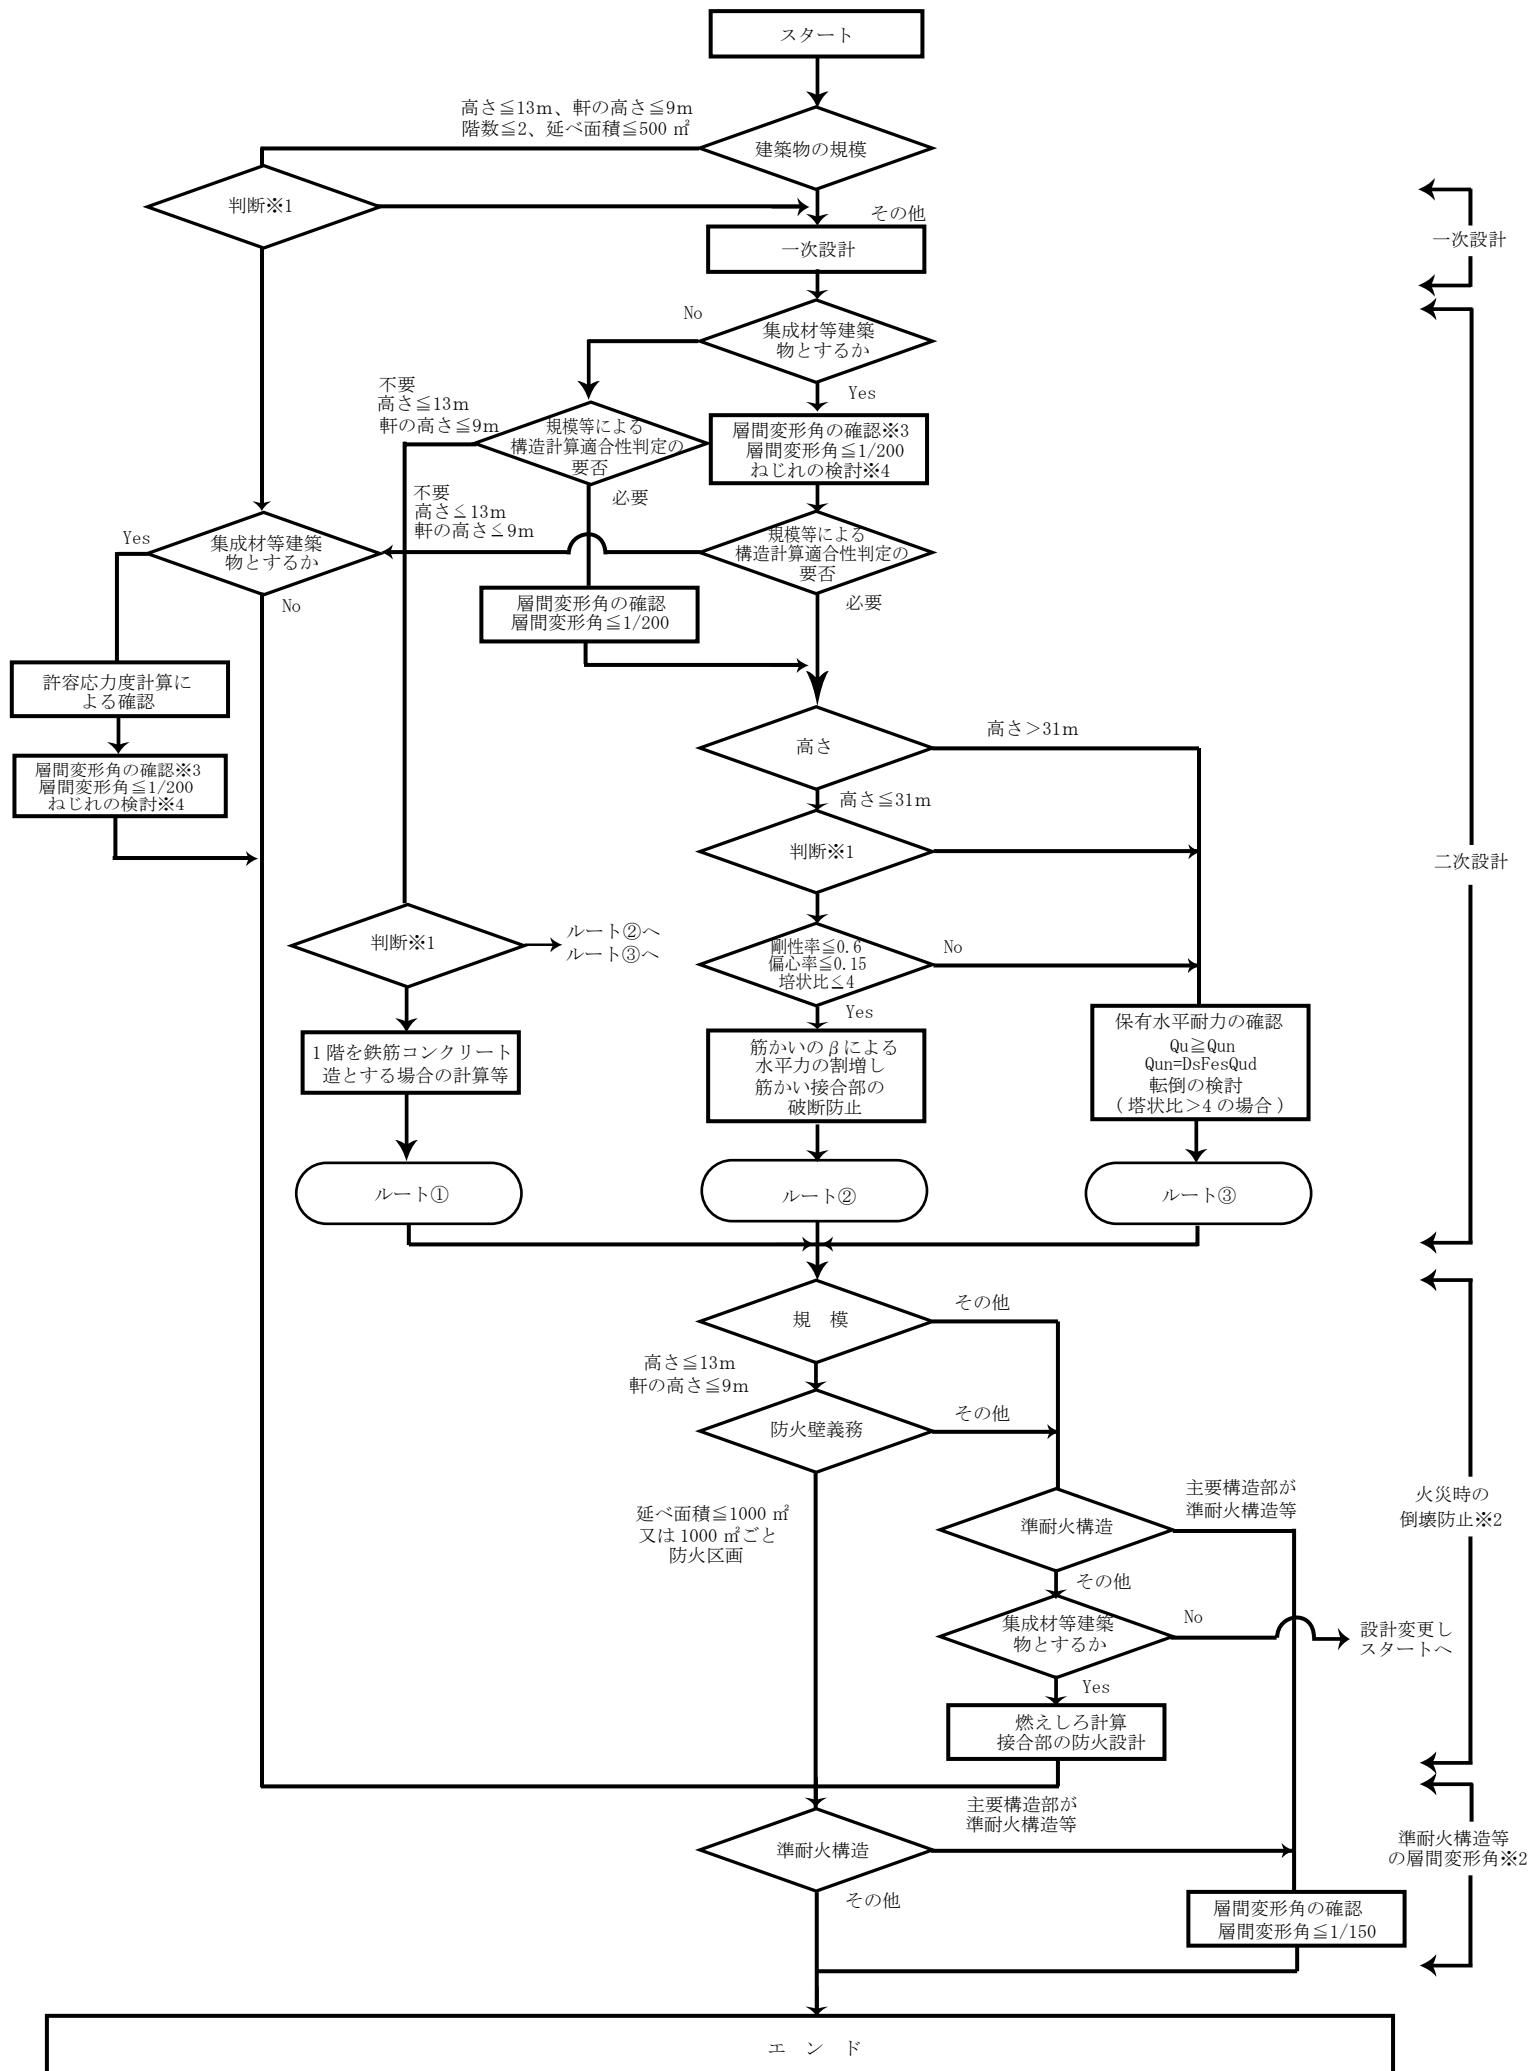 スタート
高さ≦13m、軒の高さ≦9m
階数≦2、延べ面積≦500 ㎡
建築物の規模
判断※1
その他
一次設計
一次設計
No
集成材等建築
物とするか
Yes
不要
高さ≦13m
軒の高さ≦9m
規模等による
構造計算適合性判定の
要否
層間変形角の確認※3
層間変形角≦1/200
ねじれの検討※4
必要
不要
高さ≦13m
軒の高さ≦9m
規模等による
構造計算適合性判定の
要否
Yes
集成材等建築
物とするか
No
層間変形角の確認
層間変形角≦1/200
必要
許容応力度計算に
よる確認
高さ
高さ>31m
層間変形角の確認※3
層間変形角≦1/200
ねじれの検討※4
高さ≦31m
判断※1
二次設計
判断※1
ルート②へ
ルート③へ
剛性率≦0.6
偏心率≦0.15
培状比≦4
No
Yes
1階を鉄筋コンクリート
造とする場合の計算等
筋かいのβによる
水平力の割増し
筋かい接合部の
破断防止
保有水平耐力の確認
Qu≧Qun
Qun=DsFesQud
転倒の検討
(塔状比>4の場合)
ルート①
ルート②
ルート③
規 模
その他
高さ≦13m
軒の高さ≦9m
防火壁義務
その他
延べ面積≦1000 ㎡
又は 1000 ㎡ごと
防火区画
主要構造部が
準耐火構造等
準耐火構造
火災時の
倒壊防止※2
その他
集成材等建築
物とするか
No
設計変更し
スタートへ
Yes
燃えしろ計算
接合部の防火設計
主要構造部が
準耐火構造等
準耐火構造
準耐火構造等
の層間変形角※2
その他
層間変形角の確認
層間変形角≦1/150
エ ン ド